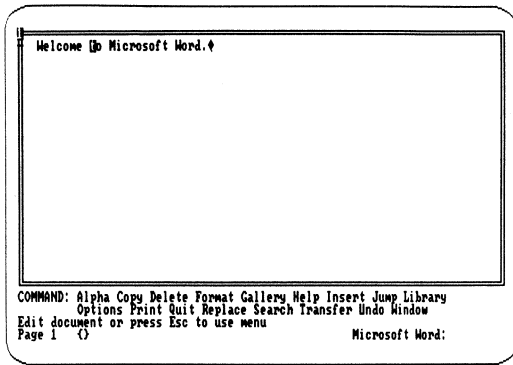 Welcome to Microsoft Word.♦
COMMAND: Alpha Copy Delete Format Gallery Help Insert Jump Library
Options Print Quit Replace Search Transfer Undo Window
Edit document or press Esc to use menu
Page 1 {} Microsoft Word: